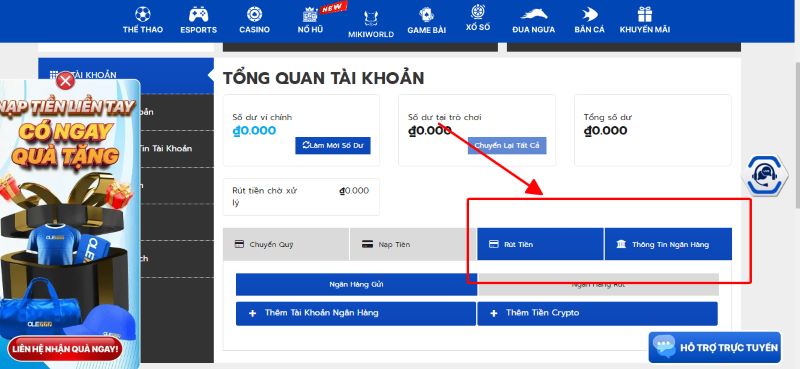 THỂ THAO
ESPORTS
CASINO
NỔ HŨ
NEW
MIKIWORLD
GAME BÀI
XỔ SỐ
ĐUA NGỰA
BẮN CÁ
KHUYẾN MÃI
TÀI KHOẢN
TỔNG QUAN TÀI KHOẢN
Số dư ví chính
₫0.000
Làm Mới Số Dư
Số dư tại trò chơi
₫0.000
Chuyển Lại Tất Cả
Tổng số dư
₫0.000
Rút tiền chờ xử lý
₫0.000
Tin Tài Khoản
Chuyển Quỹ
Nạp Tiền
Rút Tiền
Thông Tin Ngân Hàng
Ngân Hàng Gửi
Ngân Hàng Rút
+ Thêm Tài Khoản Ngân Hàng
+ Thêm Tiền Crypto
NẠP TIỀN LIỀN TAY
CÓ NGAY
QUÀ TẶNG
OLE777
OLE777
LIÊN HỆ NHẬN QUÀ NGAY!
HỖ TRỢ TRỰC TUYẾN